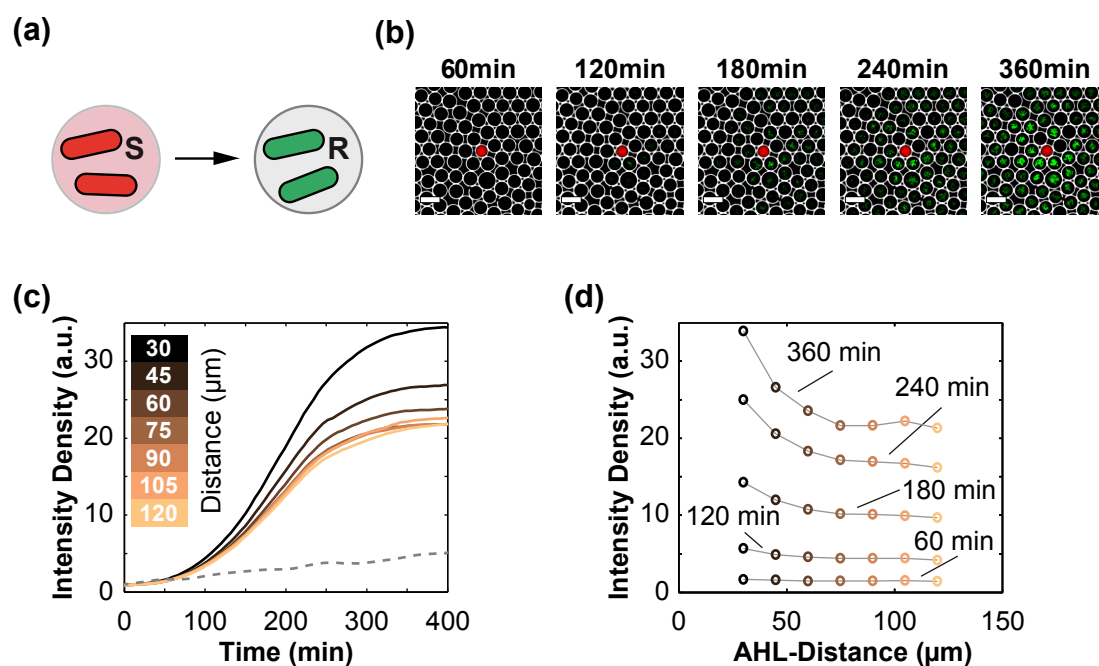 (a)
S
R
(b)
60min 120min 180min 240min 360min
(c)
Intensity Density (a.u.)
30
20
10
0
0 100 200 300 400
Time (min)
30
45
60
75
90
105
120
Distance (µm)
(d)
Intensity Density (a.u.)
30
20
10
0
0 50 100 150
AHL-Distance (µm)
360 min
240 min
180 min
120 min
60 min